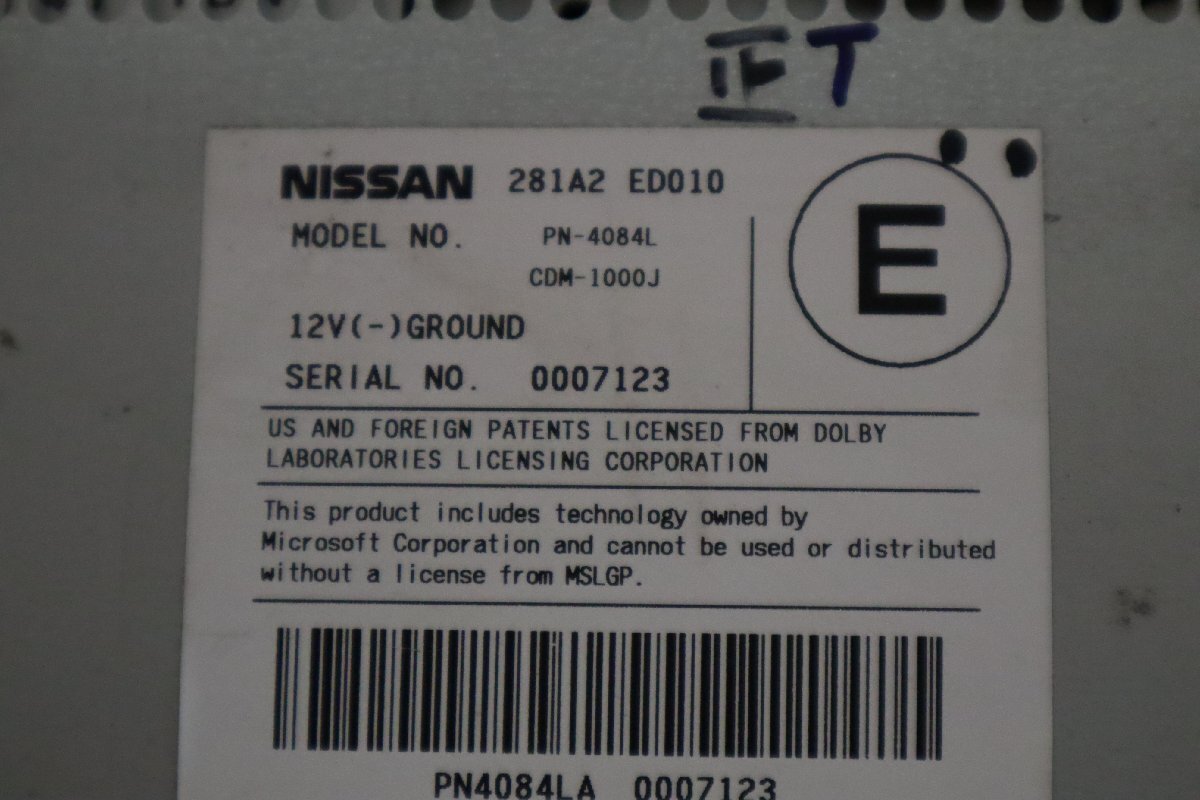 正T
NISSAN 281A2 ED010
MODEL NO. PN-4084L
CDM-1000J
E
12V(-)GROUND
SERIAL NO. 0007123
US AND FOREIGN PATENTS LICENSED FROM DOLBY
LABORATORIES LICENSING CORPORATION
This product includes technology owned by
Microsoft Corporation and cannot be used or distributed
without a license from MSLGP.
PN4084LA 0007123